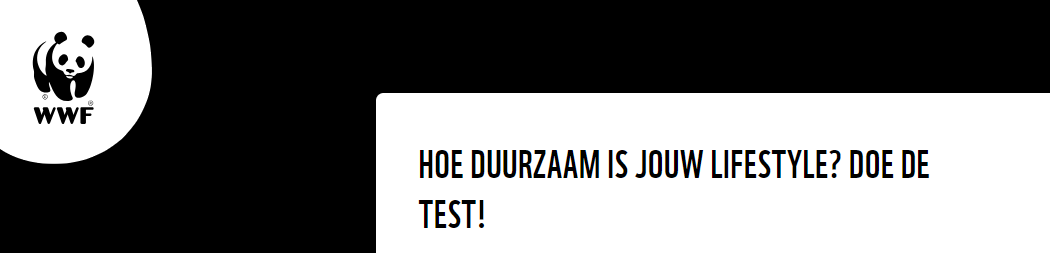 WWF
HOE DUURZAAM IS JOUW LIFESTYLE? DOE DE
TEST!